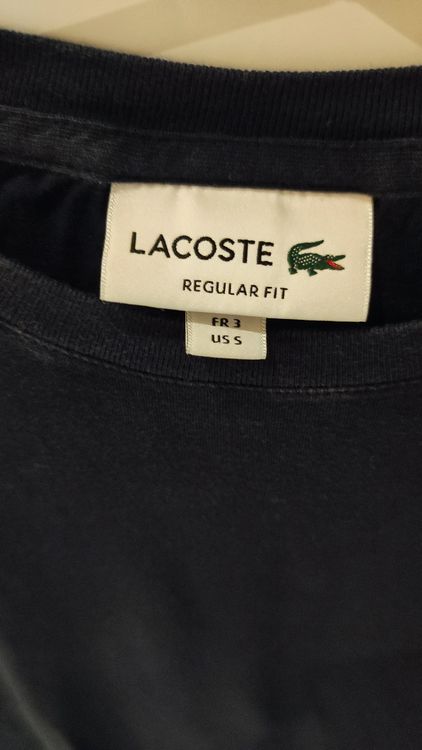 LACOSTE
REGULAR FIT
FR 3
US S